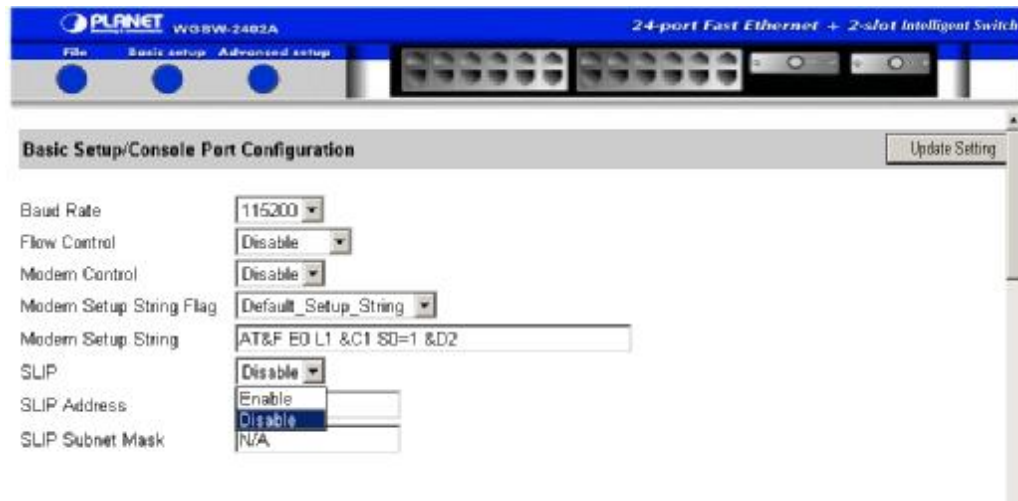 PLANET WGSW-2402A
24-port Fast Ethernet + 2-slot Intelligent Switch
File Basic setup Advanced setup
Basic Setup/Console Port Configuration
Update Setting
Baud Rate 115200
Flow Control Disable
Modem Control Disable
Modem Setup String Flag Default_Setup_String
Modem Setup String AT&F E0 L1 &C1 S0=1 &D2
SLIP Disable
Enable
SLIP Address
Disable
SLIP Subnet Mask N/A